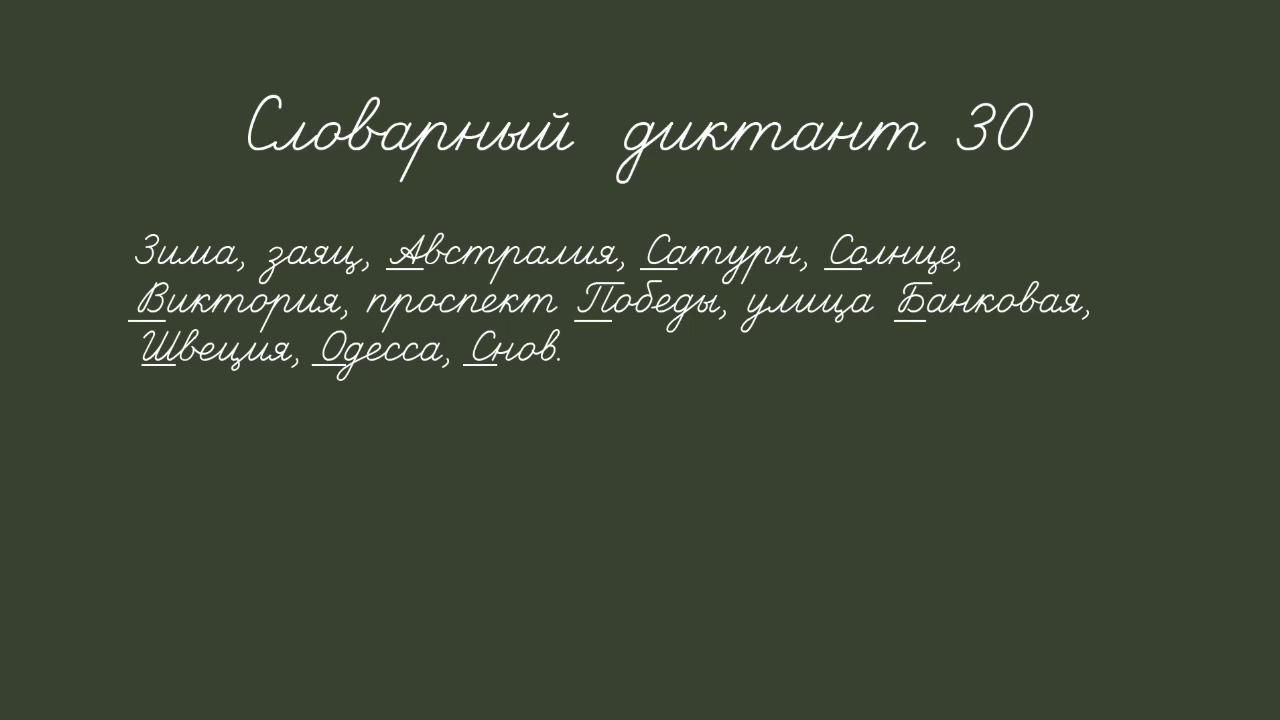 Словарный диктант 30
Зима, заяц, Австралия, Сатурн, Солнце,
Виктория, проспект Победы, улица Банковая,
Швеция, Одесса, Снов.